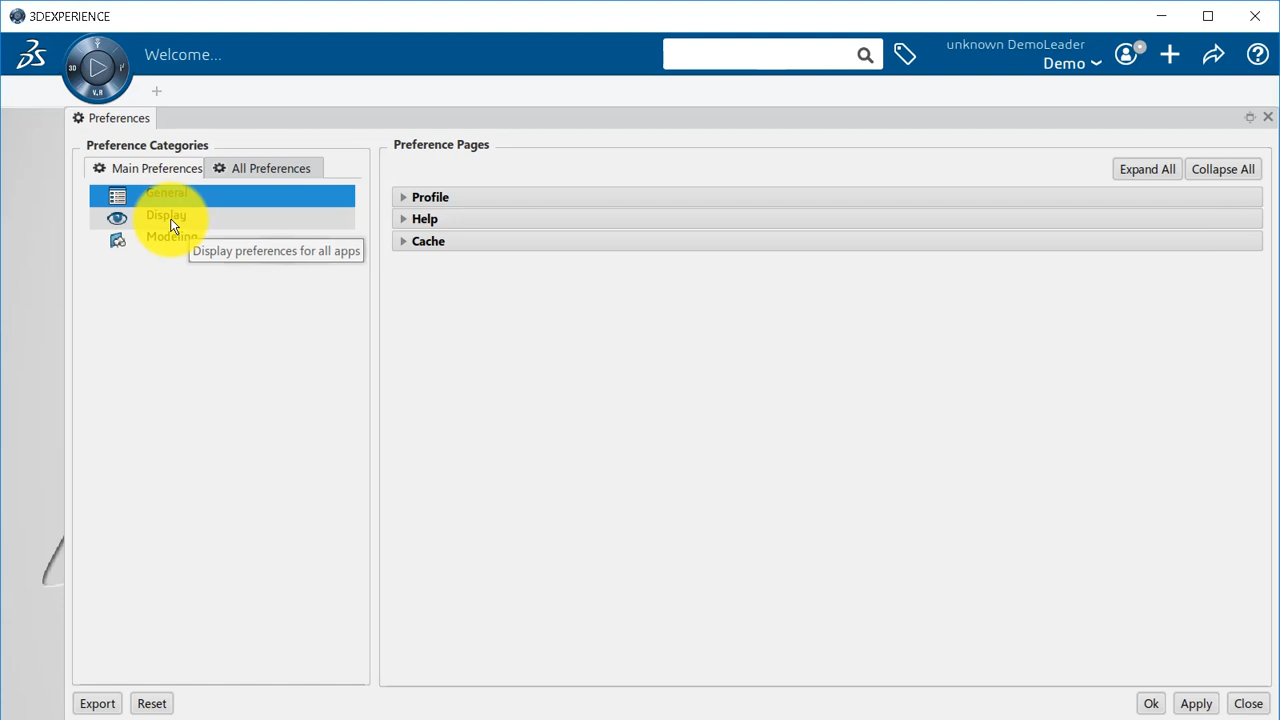 3DEXPERIENCE
Welcome...
unknown DemoLeader
Demo
3D
V.R
Preferences
Preference Categories
Main Preferences
All Preferences
General
Display
Modeling
Display preferences for all apps
Preference Pages
Expand All
Collapse All
Profile
Help
Cache
Export
Reset
Ok
Apply
Close